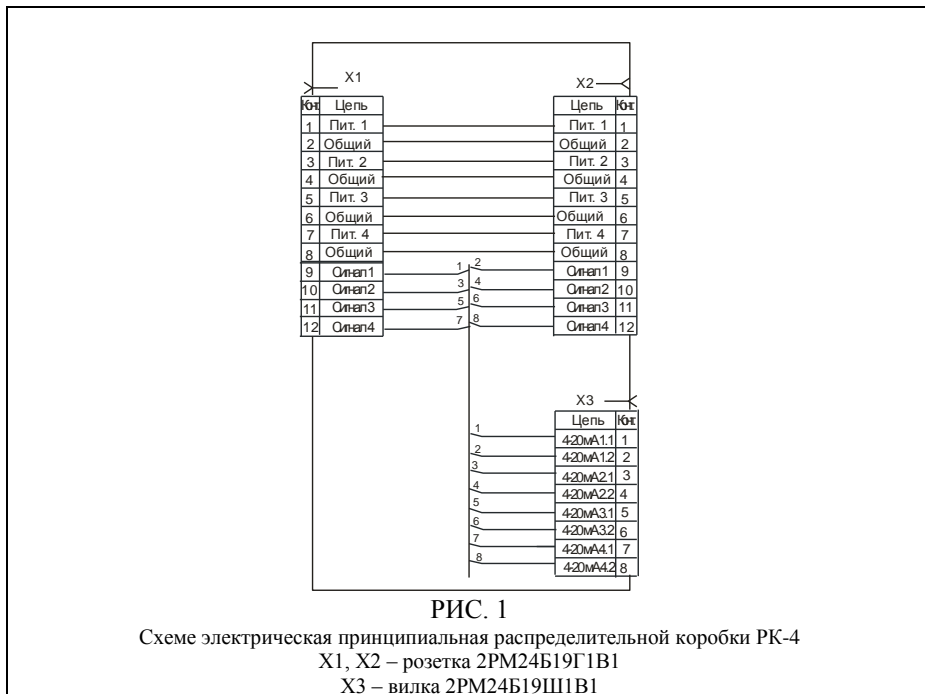 X1
X2
Конт. Цепь
Цепь Конт.
1 Пит. 1
Пит. 1 1
2 Общий
Общий 2
3 Пит. 2
Пит. 2 3
4 Общий
Общий 4
5 Пит. 3
Пит. 3 5
6 Общий
Общий 6
7 Пит. 4
Пит. 4 7
8 Общий
Общий 8
9 Сигнал1 1
2 Сигнал1 9
10 Сигнал2 3
4 Сигнал2 10
11 Сигнал3 5
6 Сигнал3 11
12 Сигнал4 7
8 Сигнал4 12
X3
Цепь Конт.
1 4-20мА1.1 1
2 4-20мА1.2 2
3 4-20мА2.1 3
4 4-20мА2.2 4
5 4-20мА3.1 5
6 4-20мА3.2 6
7 4-20мА4.1 7
8 4-20мА4.2 8
РИС. 1
Схеме электрическая принципиальная распределительной коробки РК-4
X1, X2 – розетка 2РМ24Б19Г1В1
X3 – вилка 2РМ24Б19Ш1В1